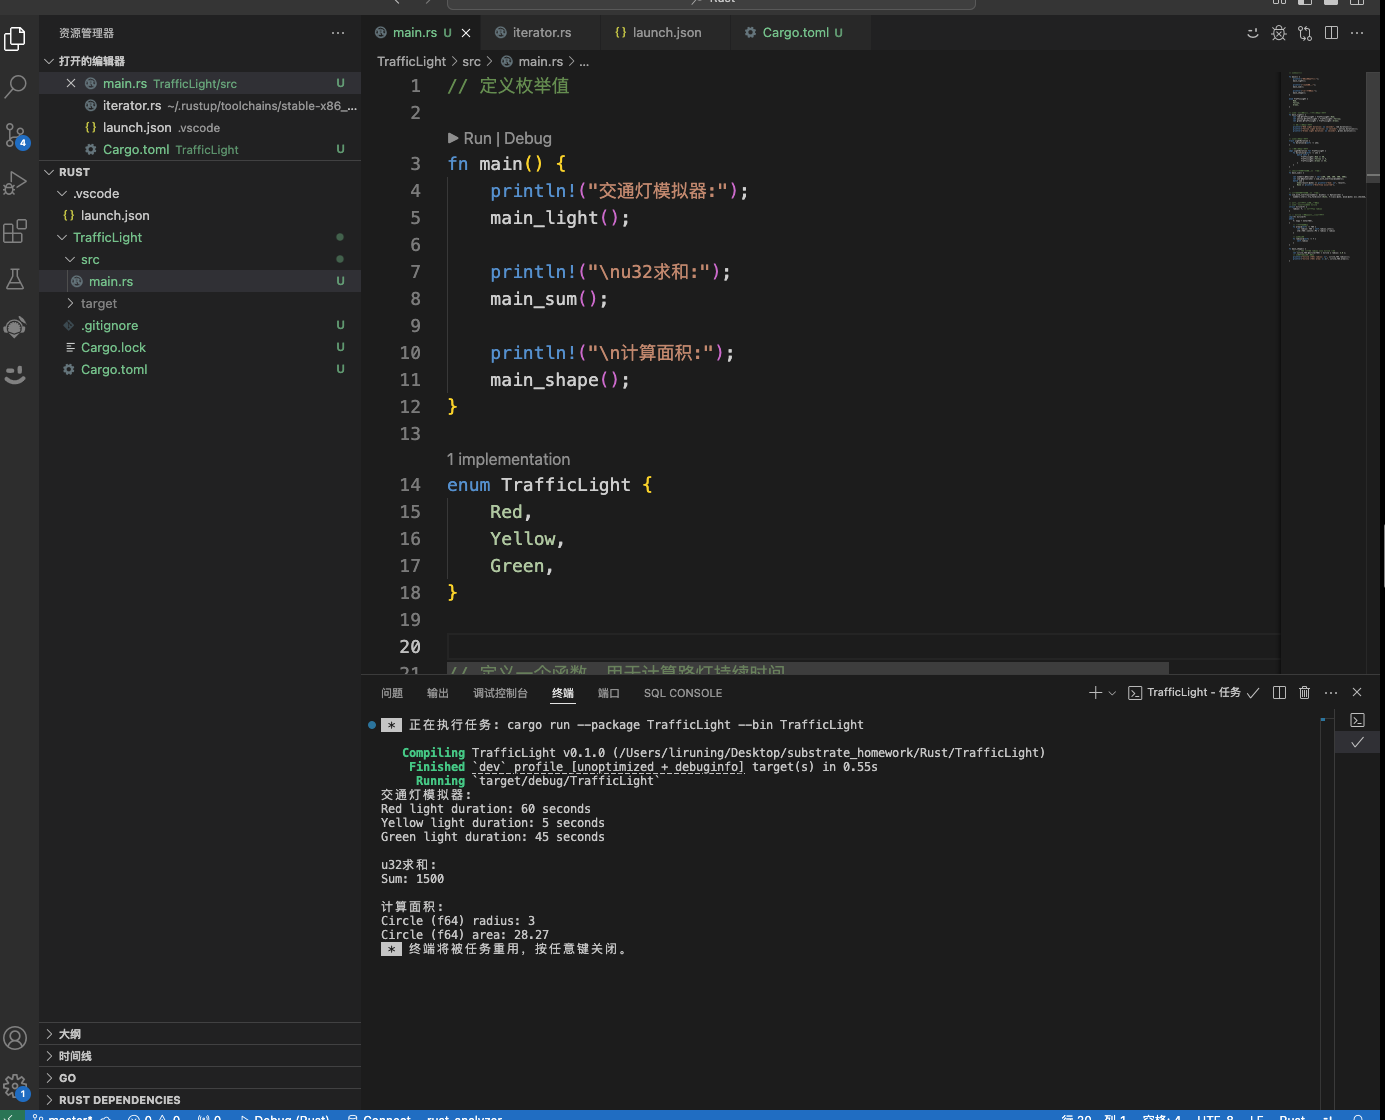 Rust
资源管理器
打开的编辑器
main.rs TrafficLight/src U
iterator.rs ~/.rustup/toolchains/stable-x86_...
launch.json .vscode
Cargo.toml TrafficLight U
RUST
.vscode
launch.json
TrafficLight
src
main.rs U
target
.gitignore U
Cargo.lock U
Cargo.toml U
大纲
时间线
GO
RUST DEPENDENCIES
4
1
main.rs U
iterator.rs
launch.json
Cargo.toml U
TrafficLight > src > main.rs > ...
1 // 定义枚举值
2
Run | Debug
3 fn main() {
4 println!("交通灯模拟器:");
5 main_light();
6
7 println!("\nu32求和:");
8 main_sum();
9
10 println!("\n计算面积:");
11 main_shape();
12 }
13
1 implementation
14 enum TrafficLight {
15 Red,
16 Yellow,
17 Green,
18 }
19
20
21 // 定义一个函数，用于计算路灯持续时间
问题 输出 调试控制台 终端 端口 SQL CONSOLE
TrafficLight - 任务
* 正在执行任务: cargo run --package TrafficLight --bin TrafficLight
Compiling TrafficLight v0.1.0 (/Users/liruning/Desktop/substrate_homework/Rust/TrafficLight)
Finished `dev` profile [unoptimized + debuginfo] target(s) in 0.55s
Running `target/debug/TrafficLight`
交通灯模拟器:
Red light duration: 60 seconds
Yellow light duration: 5 seconds
Green light duration: 45 seconds
u32求和:
Sum: 1500
计算面积:
Circle (f64) radius: 3
Circle (f64) area: 28.27
* 终端将被任务重用，按任意键关闭。
master* 0 0 0 Debug (Rust) Connect rust-analyzer
行 20, 列 1 空格: 4 UTF-8 LF Rust